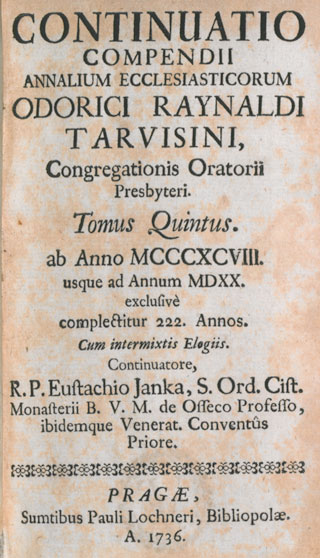 CONTINUATIO
COMPENDII
ANNALIUM ECCLESIASTICORUM
ODORICI RAYNALDI
TARVISINI,
Congregationis Oratorii
Presbyteri.
Tomus Quintus.
ab Anno MCCCXCVIII.
usque ad Annum MDXX.
exclusivè
complectitur 222. Annos.
Cum intermixtis Elogiis.
Continuatore,
R. P. Eustachio Janka, S. Ord. Cist.
Monasterii B. V. M. de Osseco Professo,
ibidemque Venerat. Conventûs
Priore.
PRAGÆ,
Sumtibus Pauli Lochneri, Bibliopolæ.
A. 1736.